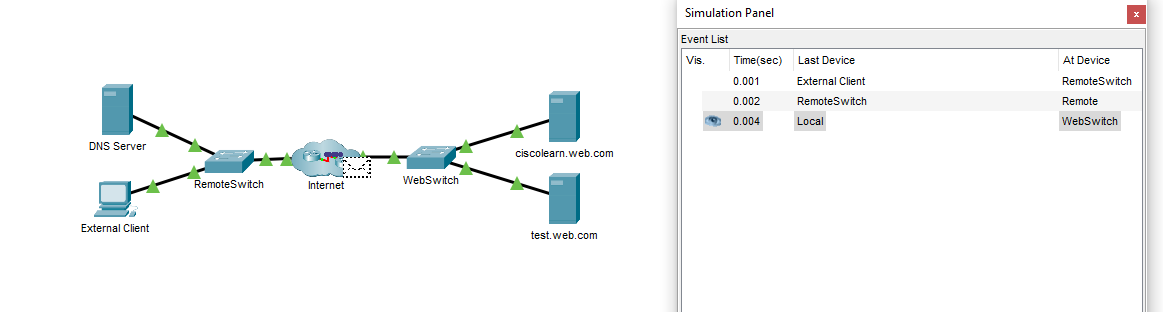 Simulation Panel
x
Event List
Vis. Time(sec) Last Device At Device
0.001 External Client RemoteSwitch
0.002 RemoteSwitch Remote
0.004 Local WebSwitch
DNS Server
RemoteSwitch
Internet
WebSwitch
ciscolearn.web.com
External Client
test.web.com